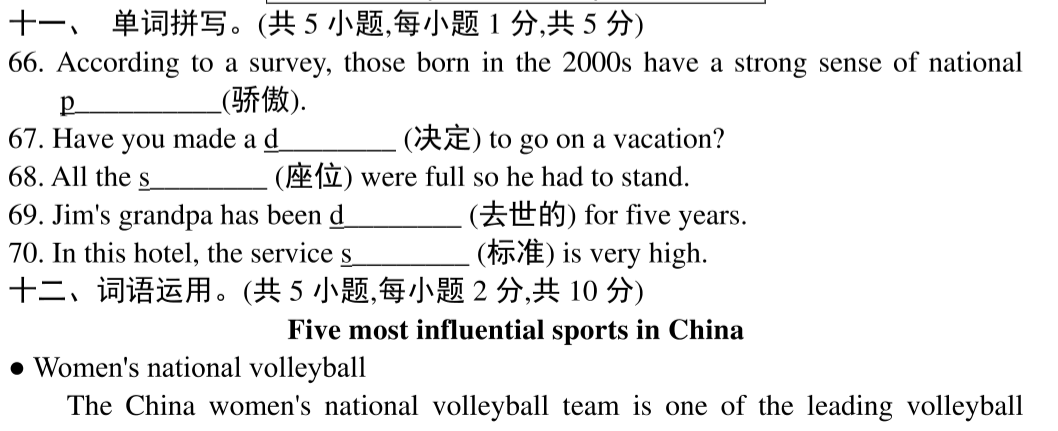 十一、 单词拼写。(共 5 小题,每小题 1 分,共 5 分)
66. According to a survey, those born in the 2000s have a strong sense of national
p__________(骄傲).
67. Have you made a d________ (决定) to go on a vacation?
68. All the s________ (座位) were full so he had to stand.
69. Jim's grandpa has been d________ (去世的) for five years.
70. In this hotel, the service s________ (标准) is very high.
十二、词语运用。(共 5 小题,每小题 2 分,共 10 分)
Five most influential sports in China
● Women's national volleyball
The China women's national volleyball team is one of the leading volleyball